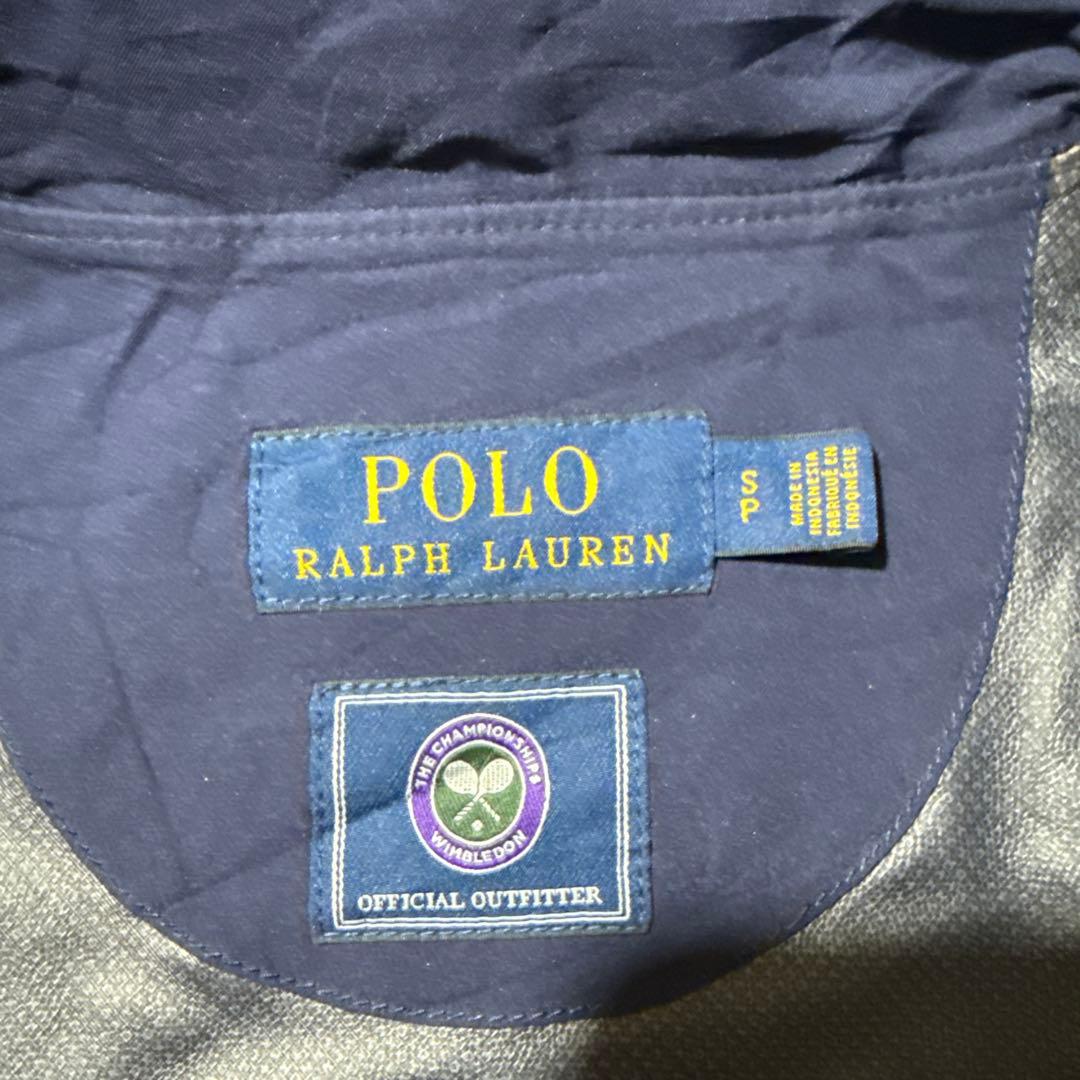 POLO
RALPH LAUREN
S
P
MADE IN
INDONESIA
FABRIQUÉ EN
INDONÉSIE
THE CHAMPIONSHIPS
WIMBLEDON
OFFICIAL OUTFITTER